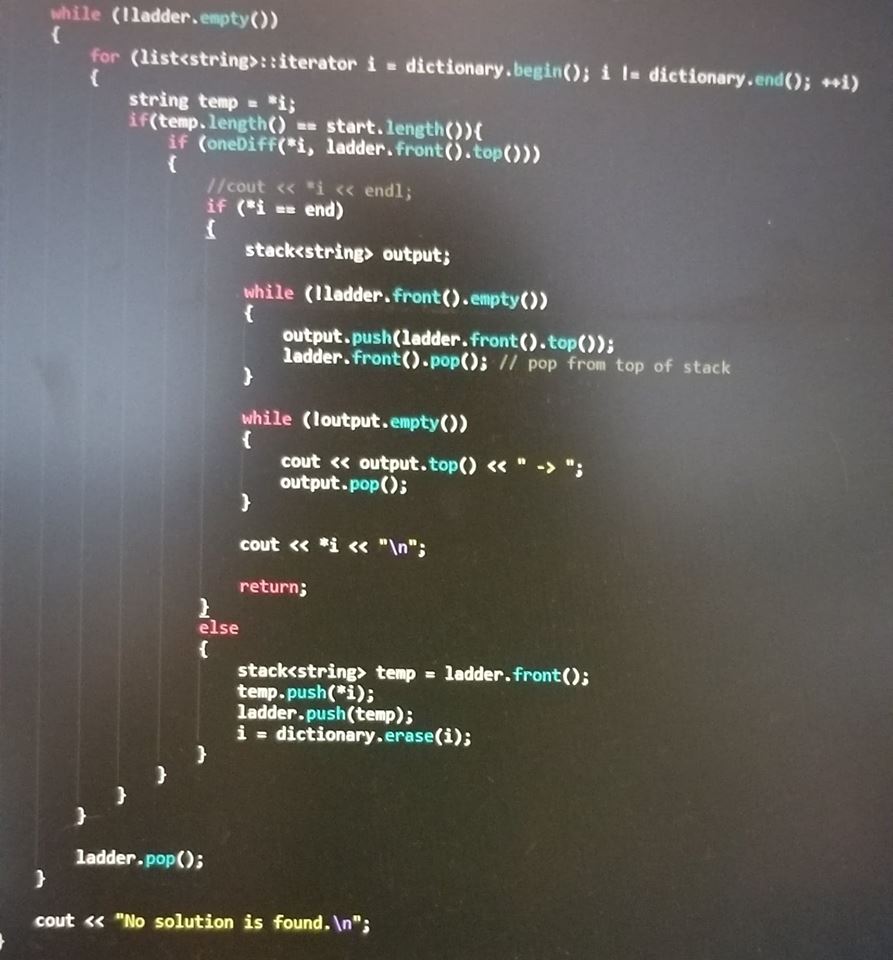 while (!ladder.empty())
{
for (list<string>::iterator i = dictionary.begin(); i != dictionary.end(); ++i)
{
string temp = *i;
if(temp.length() == start.length()){
if (oneDiff(*i, ladder.front().top()))
{
//cout << *i << endl;
if (*i == end)
{
stack<string> output;
while (!ladder.front().empty())
{
output.push(ladder.front().top());
ladder.front().pop(); // pop from top of stack
}
while (!output.empty())
{
cout << output.top() << " -> ";
output.pop();
}
cout << *i << "\n";
return;
}
else
{
stack<string> temp = ladder.front();
temp.push(*i);
ladder.push(temp);
i = dictionary.erase(i);
}
}
}
}
ladder.pop();
}
cout << "No solution is found.\n";
}